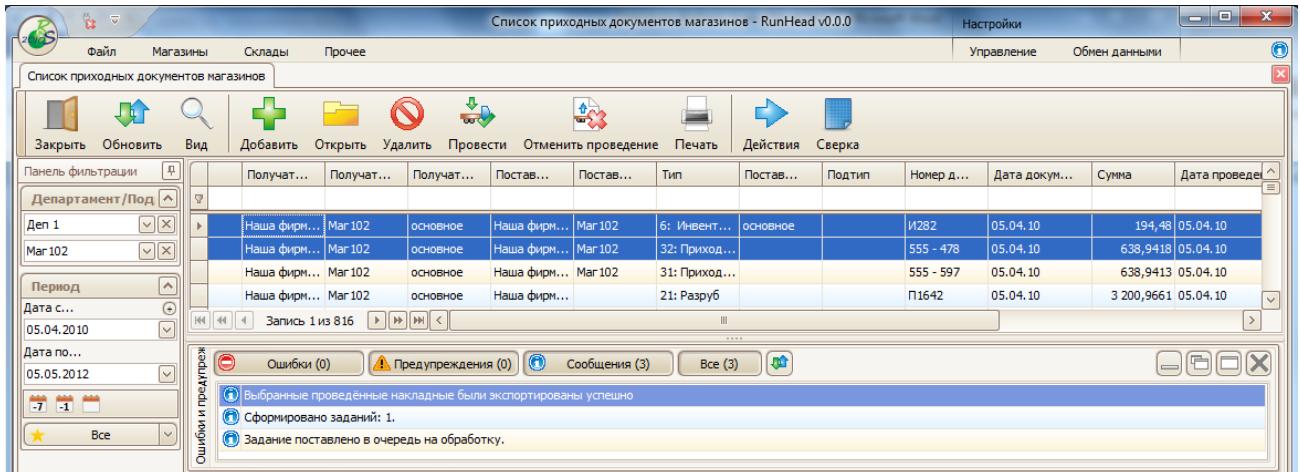 Список приходных документов магазинов - RunHead v0.0.0
Настройки
Файл Магазины Склады Прочее Управление Обмен данными
Список приходных документов магазинов
Закрыть Обновить Вид Добавить Открыть Удалить Провести Отменить проведение Печать Действия Сверка
Панель фильтрации
Департамент/Под
Деп 1
Маг102
Период
Дата с...
05.04.2010
Дата по...
05.05.2012
-7 -1
Все
Получат... Получат... Получат... Постав... Постав... Тип Постав... Подтип Номер д... Дата докум... Сумма Дата проведе
Наша фирм... Маг102 основное Наша фирм... Маг102 6: Инвент... основное И282 05.04.10 194,48 05.04.10
Наша фирм... Маг102 основное Наша фирм... Маг102 32: Приход... 555 - 478 05.04.10 638,9418 05.04.10
Наша фирм... Маг102 основное Наша фирм... Маг102 31: Приход... 555 - 597 05.04.10 638,9413 05.04.10
Наша фирм... Маг102 основное Наша фирм... 21: Разруб П1642 05.04.10 3 200,9661 05.04.10
Запись 1 из 816
Ошибки и предупреж
Ошибки (0) Предупреждения (0) Сообщения (3) Все (3)
Выбранные проведённые накладные были экспортированы успешно
Сформировано заданий: 1.
Задание поставлено в очередь на обработку.